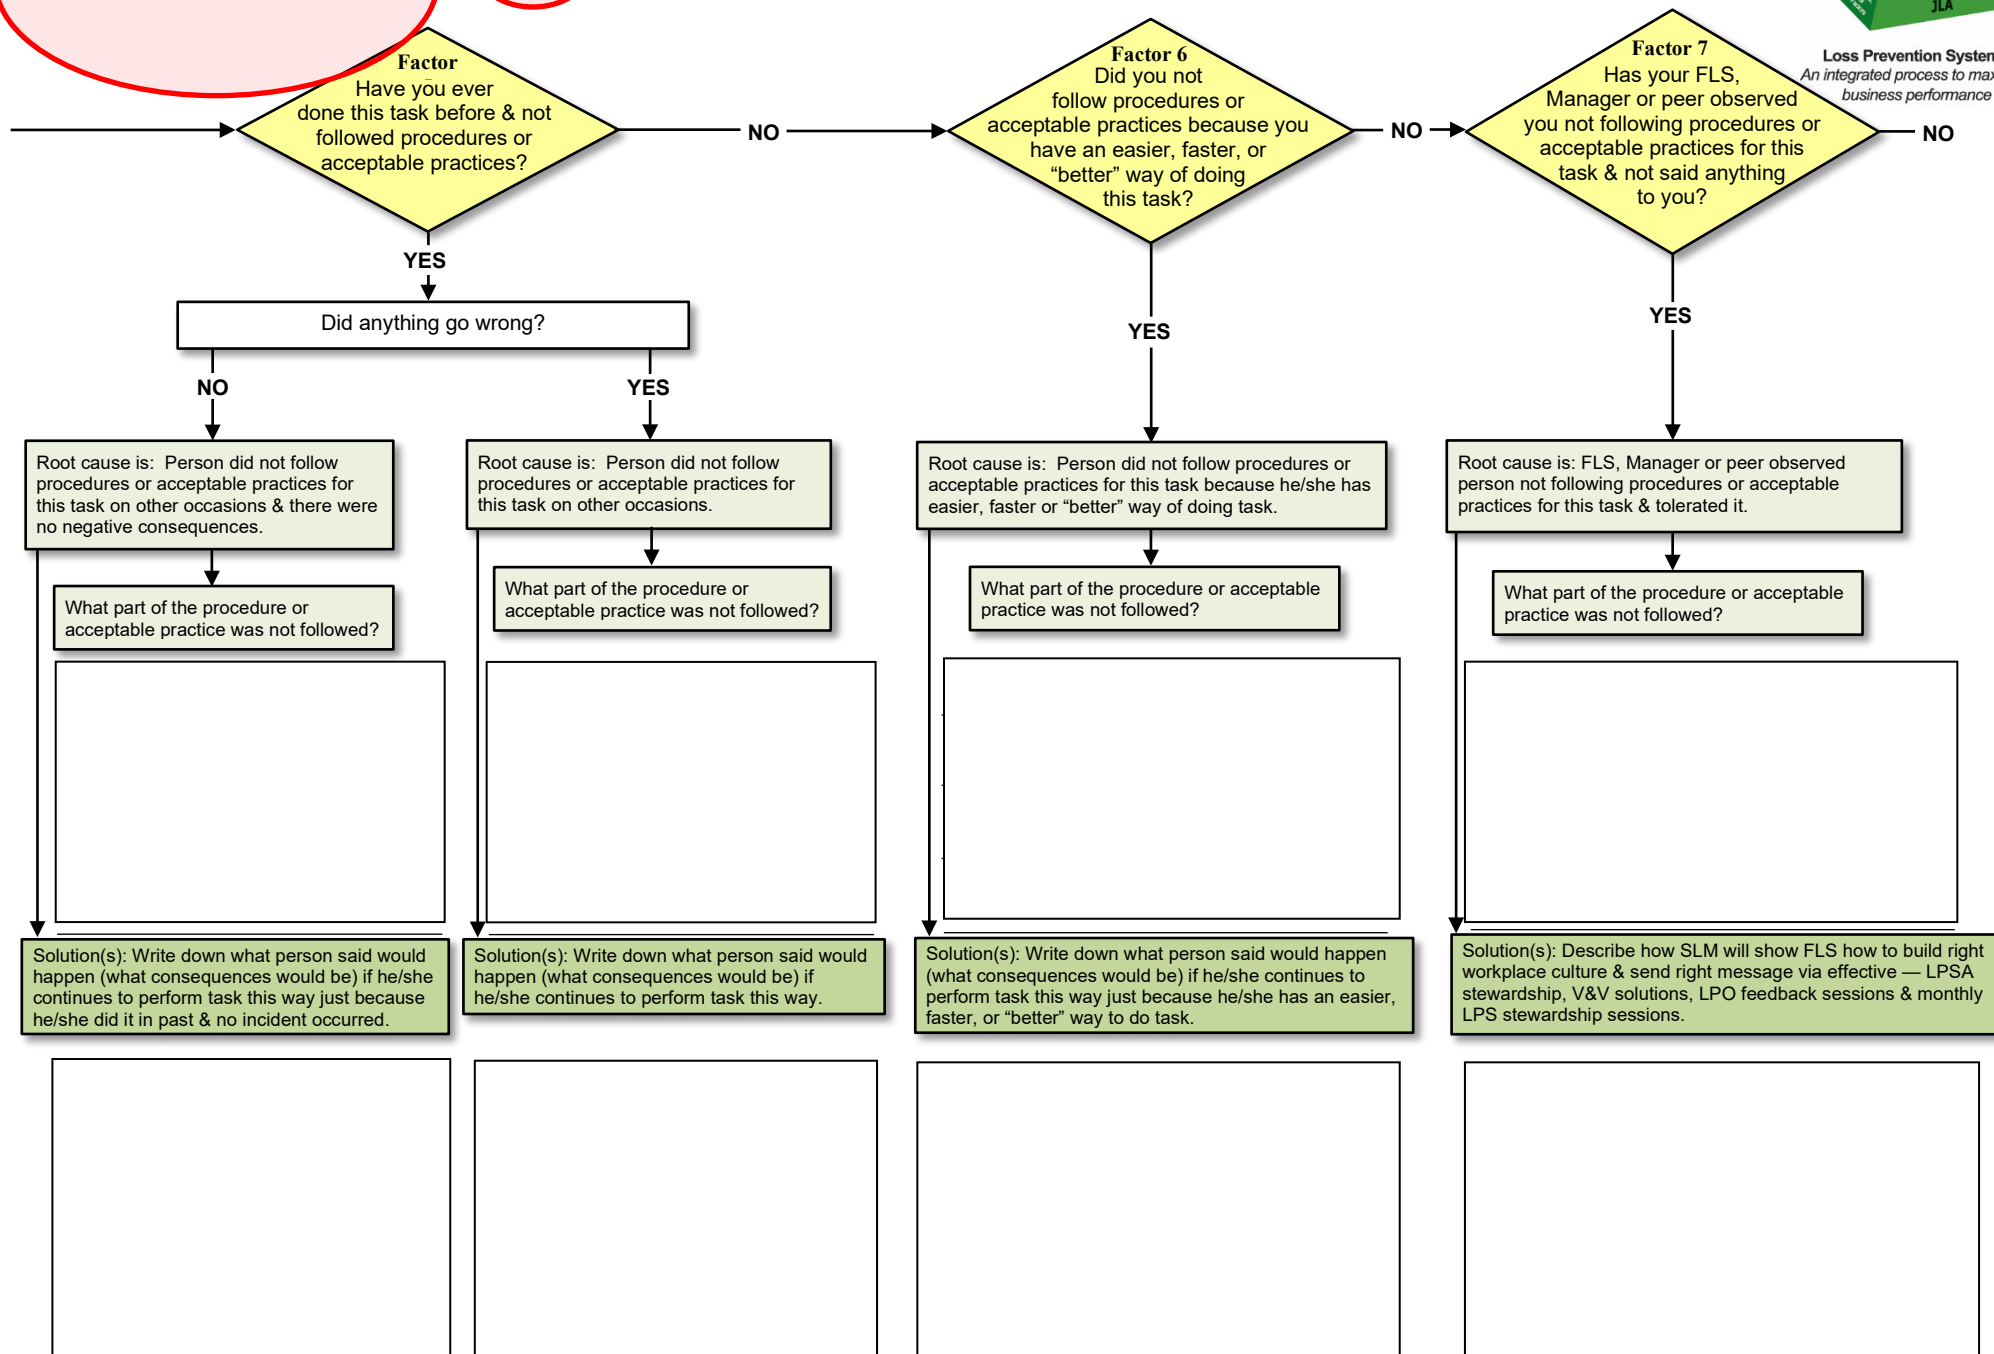 JLA
Loss Prevention System
An integrated process to max
business performance
Factor
Have you ever
done this task before & not
followed procedures or
acceptable practices?
NO
Factor 6
Did you not
follow procedures or
acceptable practices because you
have an easier, faster, or
“better” way of doing
this task?
NO
Factor 7
Has your FLS,
Manager or peer observed
you not following procedures or
acceptable practices for this
task & not said anything
to you?
NO
YES
Did anything go wrong?
NO
YES
YES
YES
Root cause is: Person did not follow
procedures or acceptable practices for
this task on other occasions & there were
no negative consequences.
What part of the procedure or
acceptable practice was not followed?
Root cause is: Person did not follow
procedures or acceptable practices for
this task on other occasions.
What part of the procedure or
acceptable practice was not followed?
Root cause is: Person did not follow procedures or
acceptable practices for this task because he/she has
easier, faster or “better” way of doing task.
What part of the procedure or acceptable
practice was not followed?
Root cause is: FLS, Manager or peer observed
person not following procedures or acceptable
practices for this task & tolerated it.
What part of the procedure or acceptable
practice was not followed?
Solution(s): Write down what person said would
happen (what consequences would be) if he/she
continues to perform task this way just because
he/she did it in past & no incident occurred.
Solution(s): Write down what person said would
happen (what consequences would be) if
he/she continues to perform task this way.
Solution(s): Write down what person said would happen
(what consequences would be) if he/she continues to
perform task this way just because he/she has an easier,
faster, or “better” way to do task.
Solution(s): Describe how SLM will show FLS how to build right
workplace culture & send right message via effective — LPSA
stewardship, V&V solutions, LPO feedback sessions & monthly
LPS stewardship sessions.